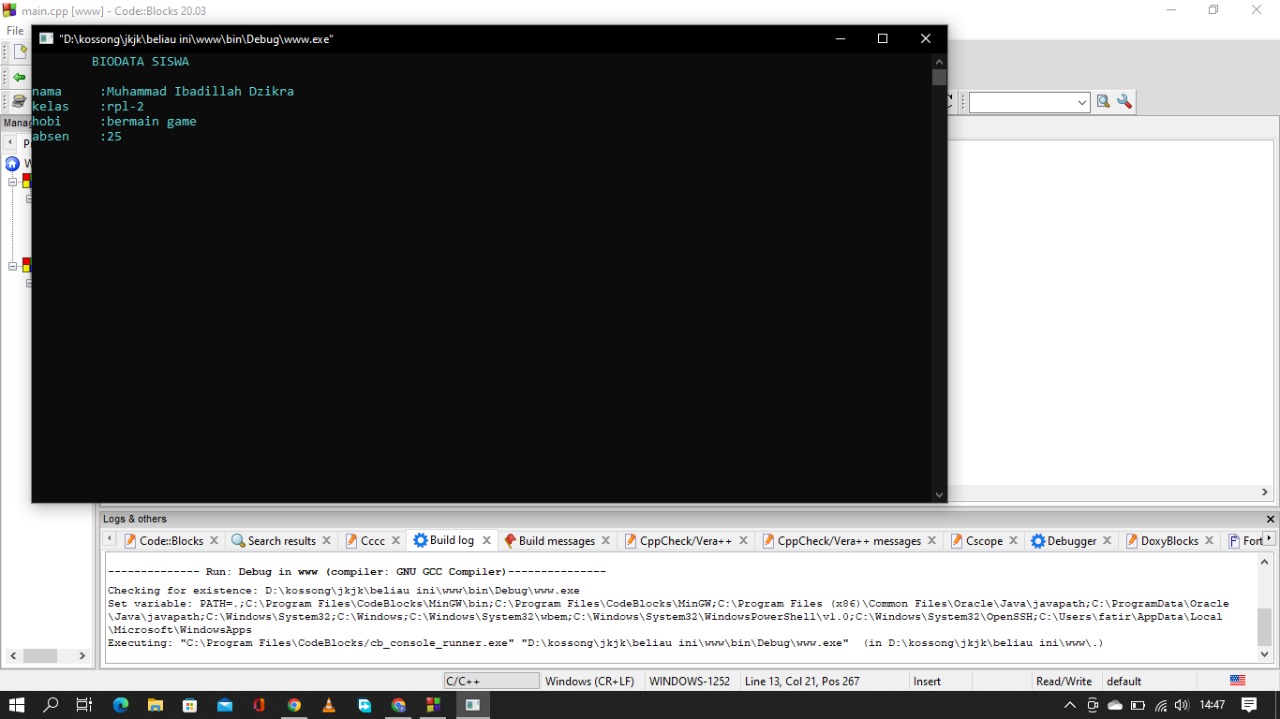 main.cpp [www] - Code::Blocks 20.03
File
"D:\kossong\jkjk\beliau ini\www\bin\Debug\www.exe"
BIODATA SISWA
nama :Muhammad Ibadillah Dzikra
kelas :rpl-2
hobi :bermain game
absen :25
Logs & others
Code::Blocks
Search results
Cccc
Build log
Build messages
CppCheck/Vera++
CppCheck/Vera++ messages
Cscope
Debugger
DoxyBlocks
-------------- Run: Debug in www (compiler: GNU GCC Compiler)---------------
Checking for existence: D:\kossong\jkjk\beliau ini\www\bin\Debug\www.exe
Set variable: PATH=.;C:\Program Files\CodeBlocks\MinGW\bin;C:\Program Files\CodeBlocks\MinGW;C:\Program Files (x86)\Common Files\Oracle\Java\javapath;C:\ProgramData\Oracle
\Java\javapath;C:\Windows\System32;C:\Windows;C:\Windows\System32\wbem;C:\Windows\System32\WindowsPowerShell\v1.0;C:\Windows\System32\OpenSSH;C:\Users\fatir\AppData\Local
\Microsoft\WindowsApps
Executing: "C:\Program Files\CodeBlocks/cb_console_runner.exe" "D:\kossong\jkjk\beliau ini\www\bin\Debug\www.exe"  (in D:\kossong\jkjk\beliau ini\www\.)
C/C++
Windows (CR+LF)
WINDOWS-1252
Line 13, Col 21, Pos 267
Insert
Read/Write
default
14:47